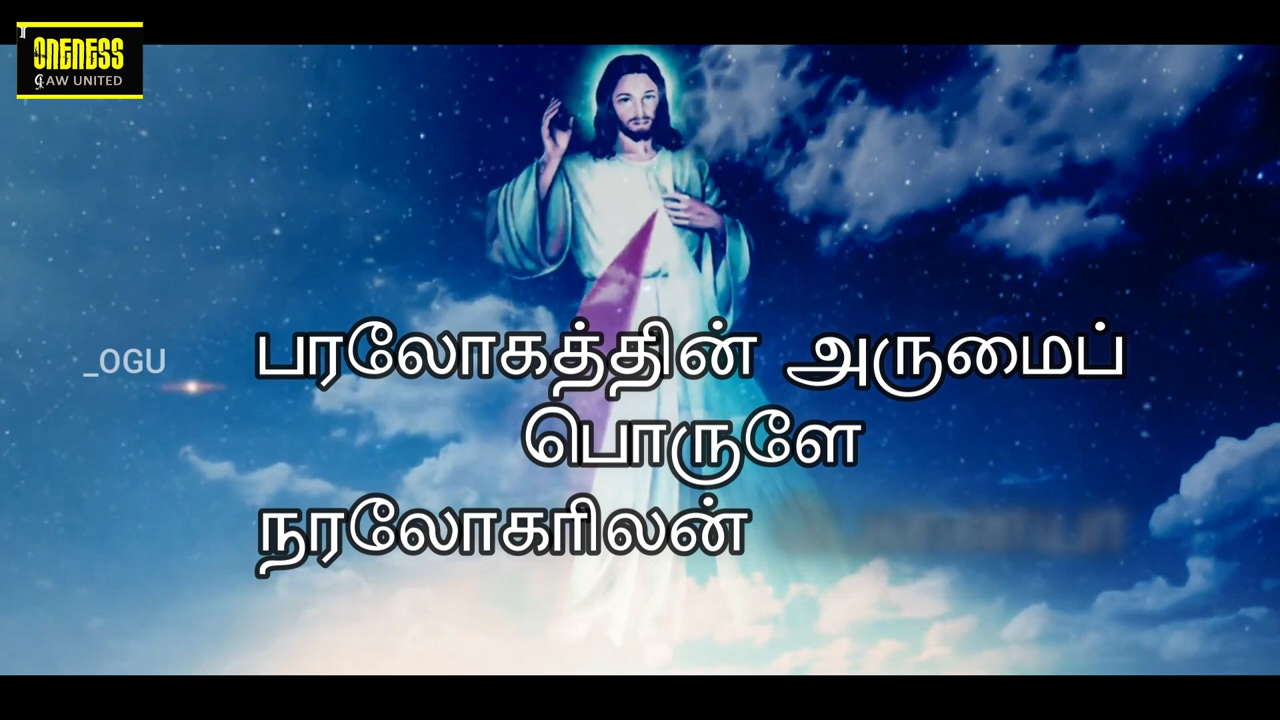 ONENESS
GAW UNITED
_OGU
பரலோகத்தின் அருமைப்
பொருளே
நரலோகரிலன்